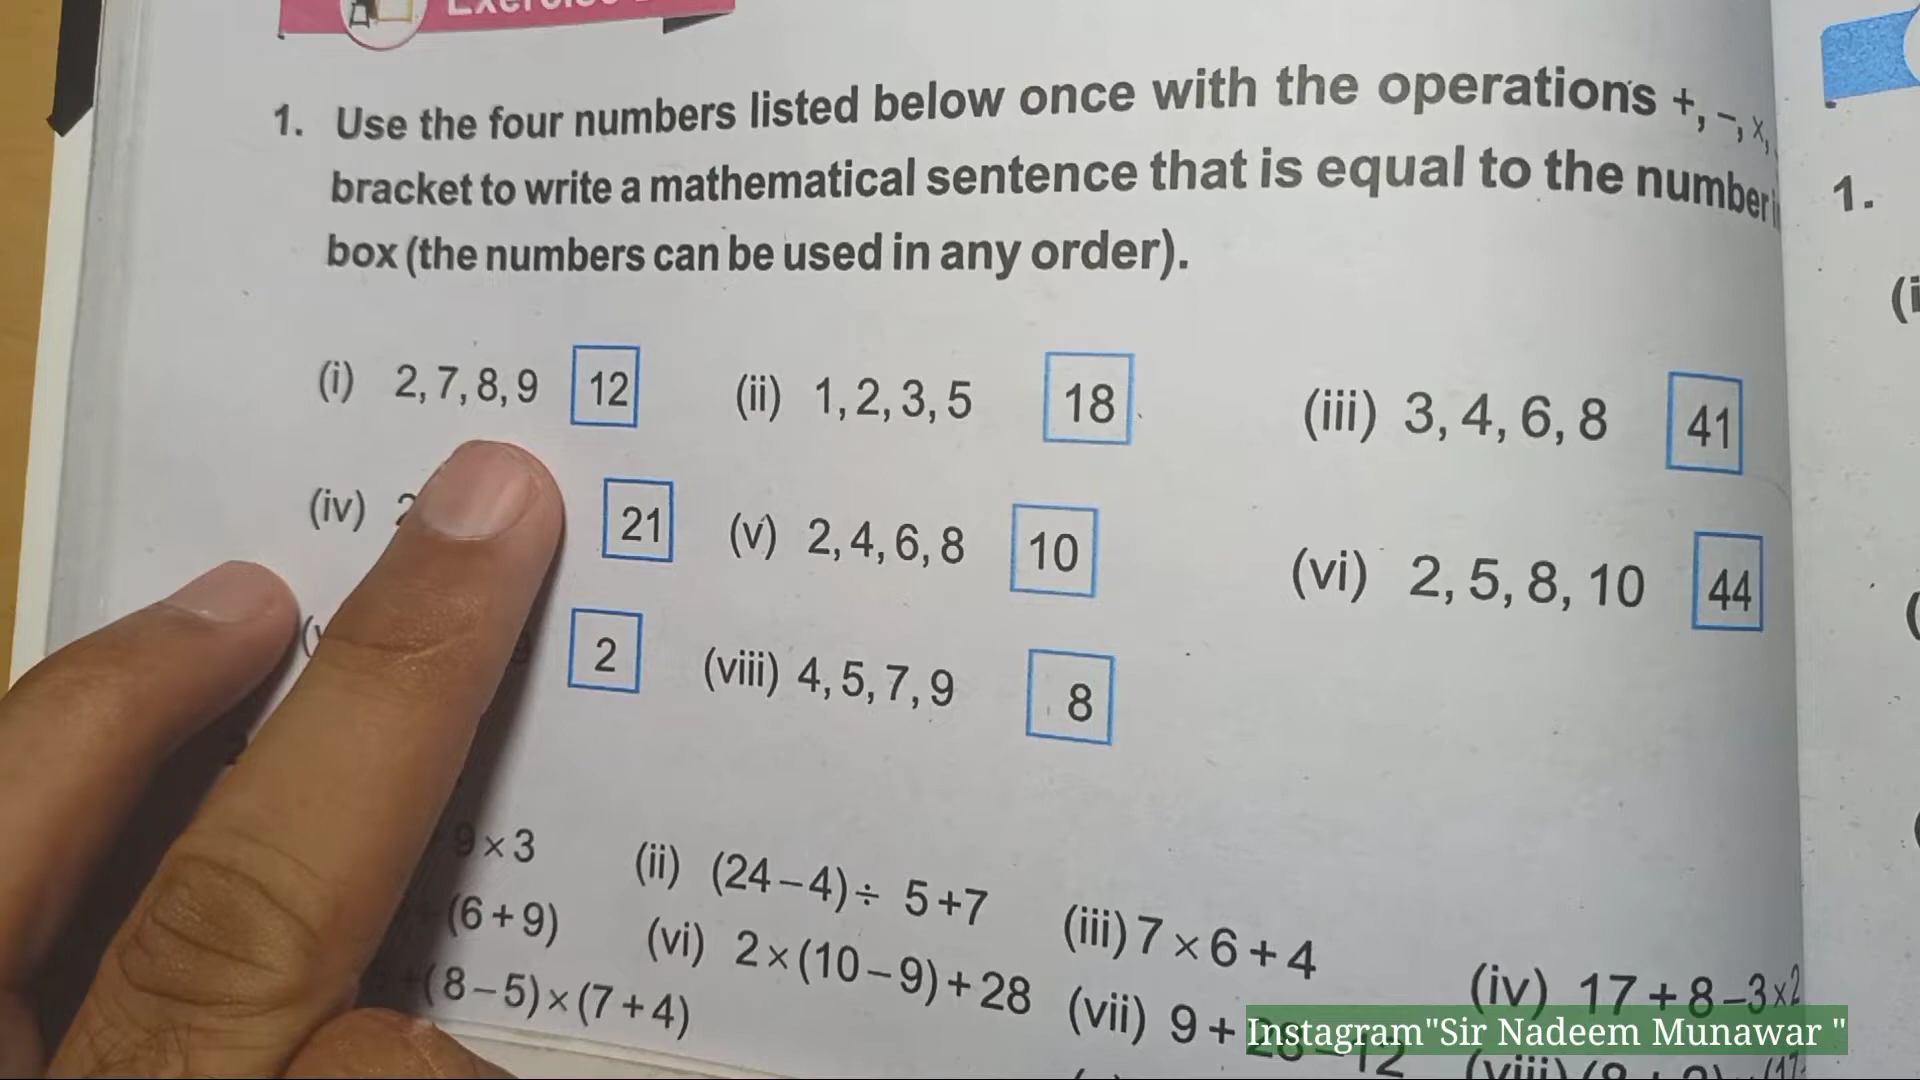 1. Use the four numbers listed below once with the operations +, −, ×,
bracket to write a mathematical sentence that is equal to the number
box (the numbers can be used in any order).
(i) 2, 7, 8, 9 12 (ii) 1, 2, 3, 5 18 (iii) 3, 4, 6, 8 41
(iv) 21 (v) 2, 4, 6, 8 10 (vi) 2, 5, 8, 10 44
2 (viii) 4, 5, 7, 9 8
9 × 3 (ii) (24 − 4) ÷ 5 + 7 (iii) 7 × 6 + 4 (iv) 17 + 8 − 3 × 2
(6 + 9) (vi) 2 × (10 − 9) + 28 (vii) 9 + 28 − 12 (viii)
(8 − 5) × (7 + 4)
1.
Instagram"Sir Nadeem Munawar "